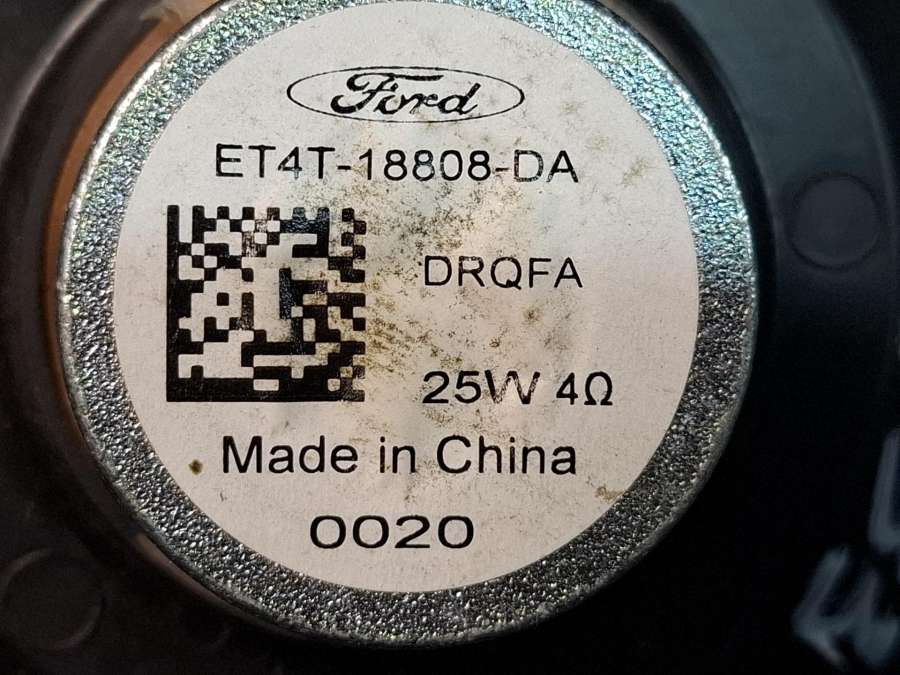 Ford
ET4T-18808-DA
DRQFA
25W 4Ω
Made in China
0020